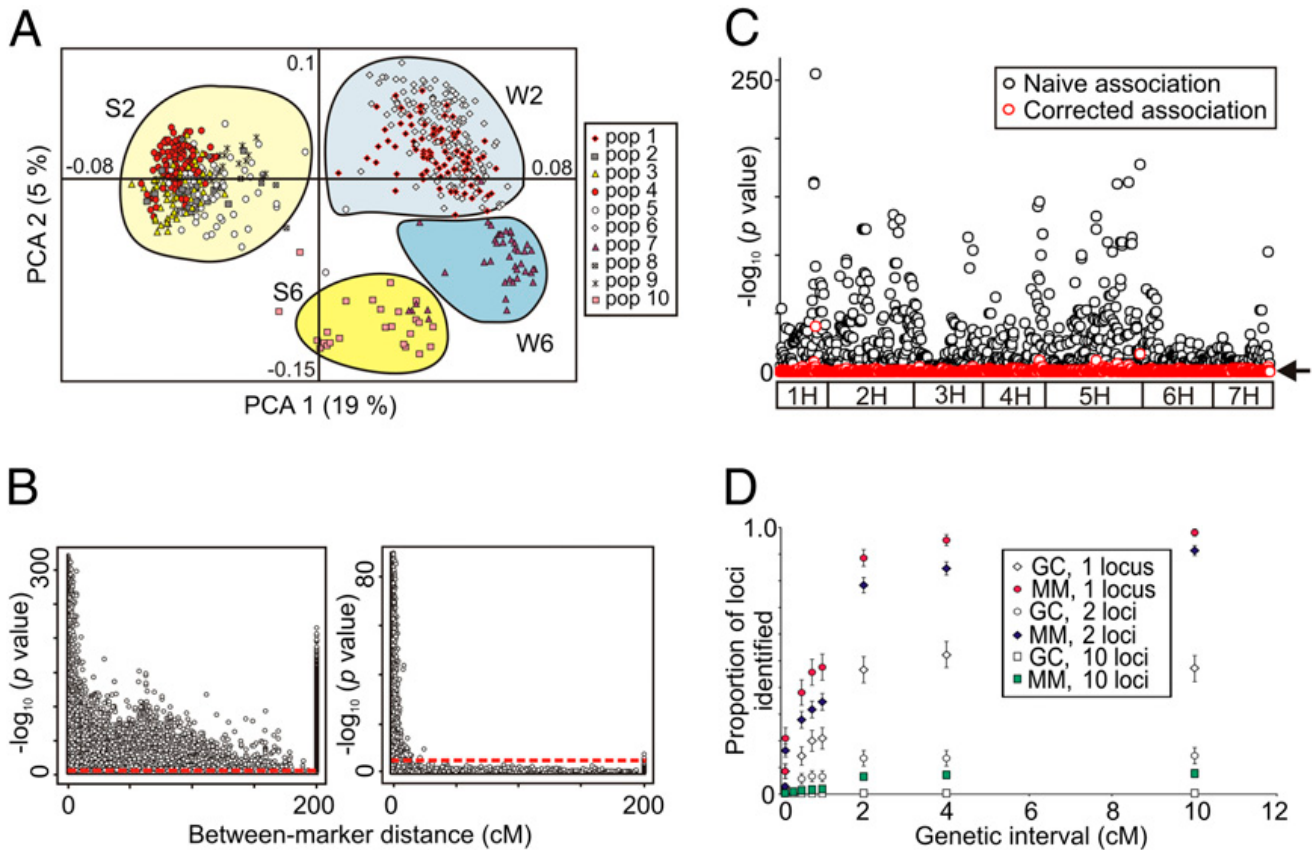 A
0.1
S2
W2
-0.08
0.08
S6
W6
-0.15
PCA 2 (5 %)
PCA 1 (19 %)
pop 1
pop 2
pop 3
pop 4
pop 5
pop 6
pop 7
pop 8
pop 9
pop 10
C
250
0
-log10 (p value)
Naive association
Corrected association
1H 2H 3H 4H 5H 6H 7H
B
300
0
-log10 (p value)
0 200
80
0
-log10 (p value)
0 200
Between-marker distance (cM)
D
1.0
0
Proportion of loci
identified
GC, 1 locus
MM, 1 locus
GC, 2 loci
MM, 2 loci
GC, 10 loci
MM, 10 loci
0 2 4 6 8 10 12
Genetic interval (cM)